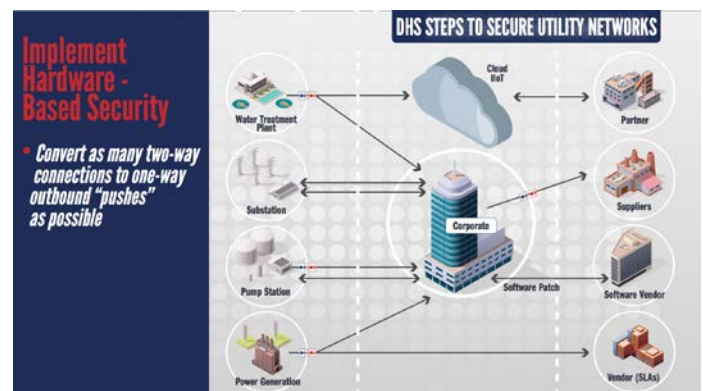 DHS STEPS TO SECURE UTILITY NETWORKS
Implement
Hardware -
Based Security
• Convert as many two-way
connections to one-way
outbound “pushes”
as possible
Water Treatment
Plant
Substation
Pump Station
Power Generation
Cloud
IIoT
Corporate
Software Patch
Partner
Suppliers
Software Vendor
Vendor (SLAs)